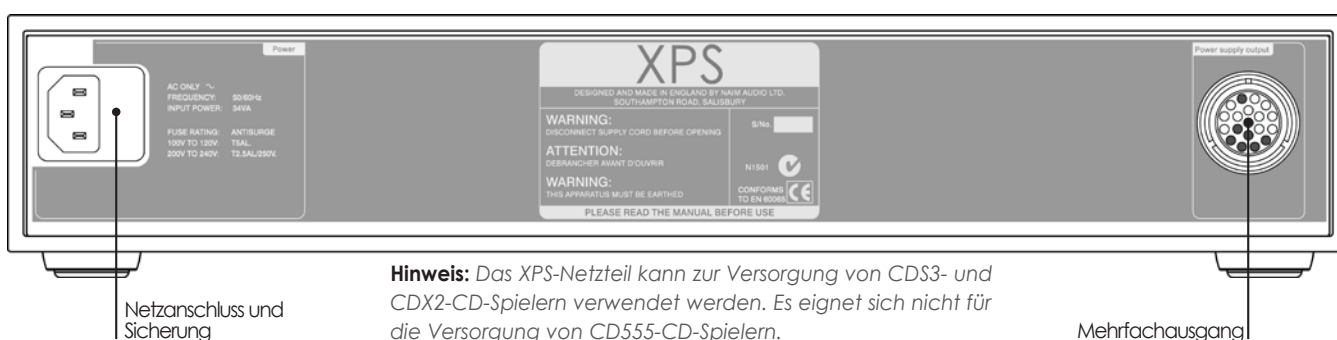 Power
AC ONLY ~
FREQUENCY: 50/60Hz
INPUT POWER: 34VA
FUSE RATING: ANTISURGE
100V TO 120V: T5AL.
200V TO 240V: T2.5AL/250V.
XPS
DESIGNED AND MADE IN ENGLAND BY NAIM AUDIO LTD.
SOUTHAMPTON ROAD, SALISBURY
WARNING:
DISCONNECT SUPPLY CORD BEFORE OPENING
ATTENTION:
DEBRANCHER AVANT D'OUVRIR
WARNING:
THIS APPARATUS MUST BE EARTHED
S/No.
N1501
CONFORMS
TO EN 60065
CE
PLEASE READ THE MANUAL BEFORE USE
Power supply output
Netzanschluss und
Sicherung
Hinweis: Das XPS-Netzteil kann zur Versorgung von CDS3- und
CDX2-CD-Spielern verwendet werden. Es eignet sich nicht für
die Versorgung von CD555-CD-Spielern.
Mehrfachausgang